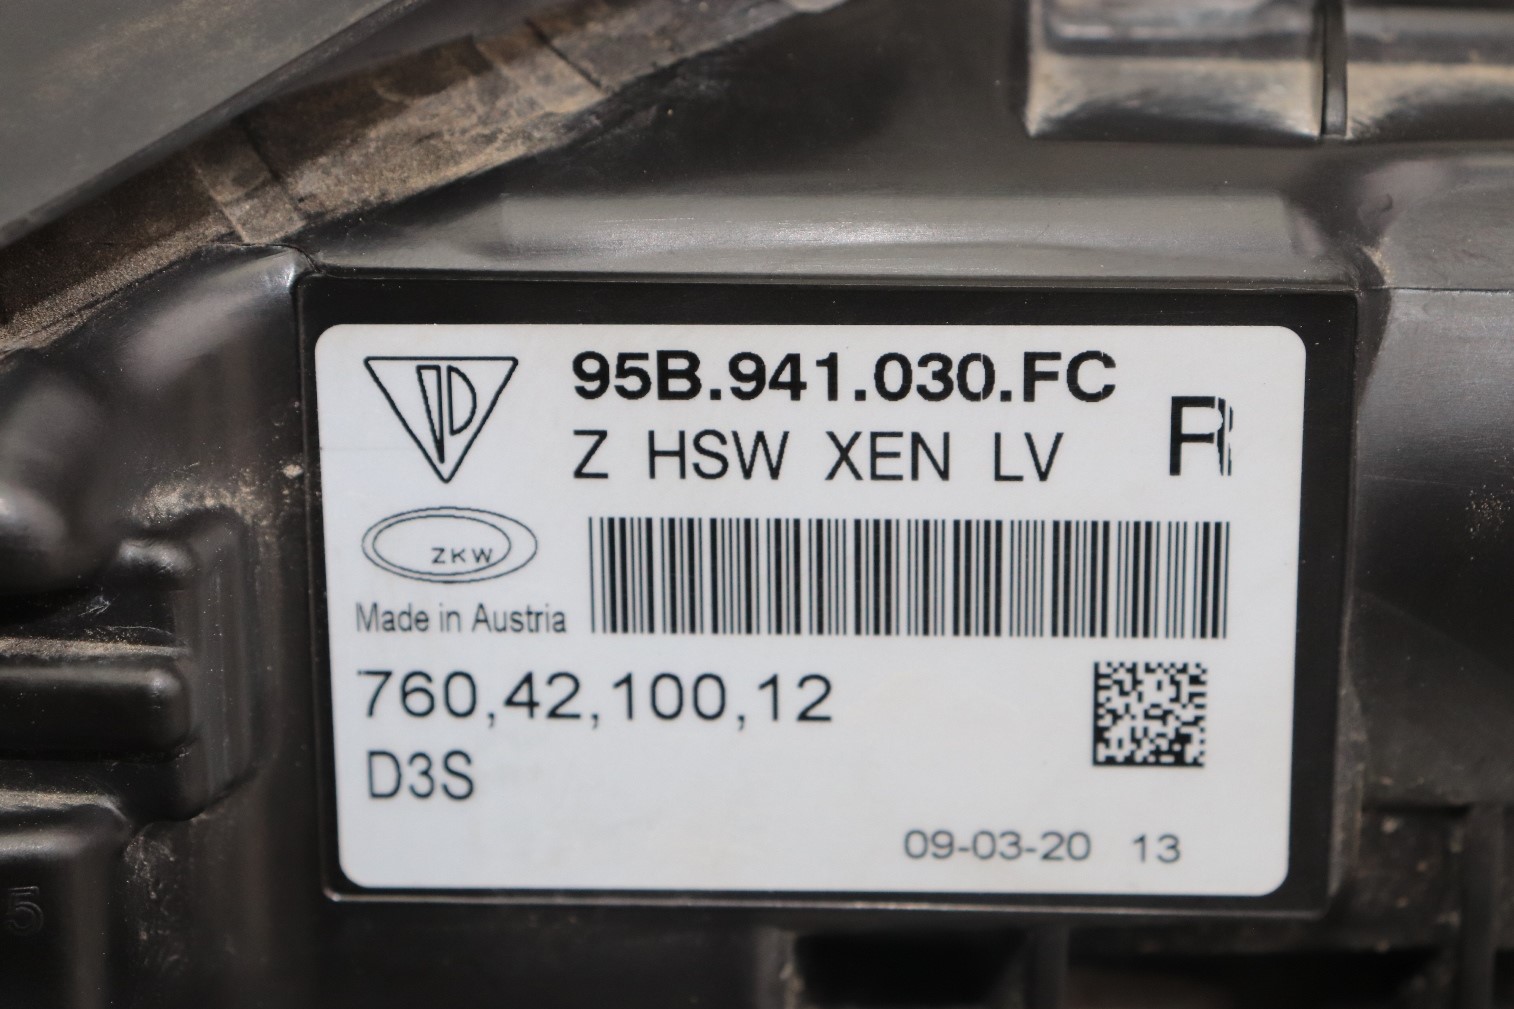 95B.941.030.FC
Z HSW XEN LV
R
ZKW
Made in Austria
760,42,100,12
D3S
09-03-20 13
5